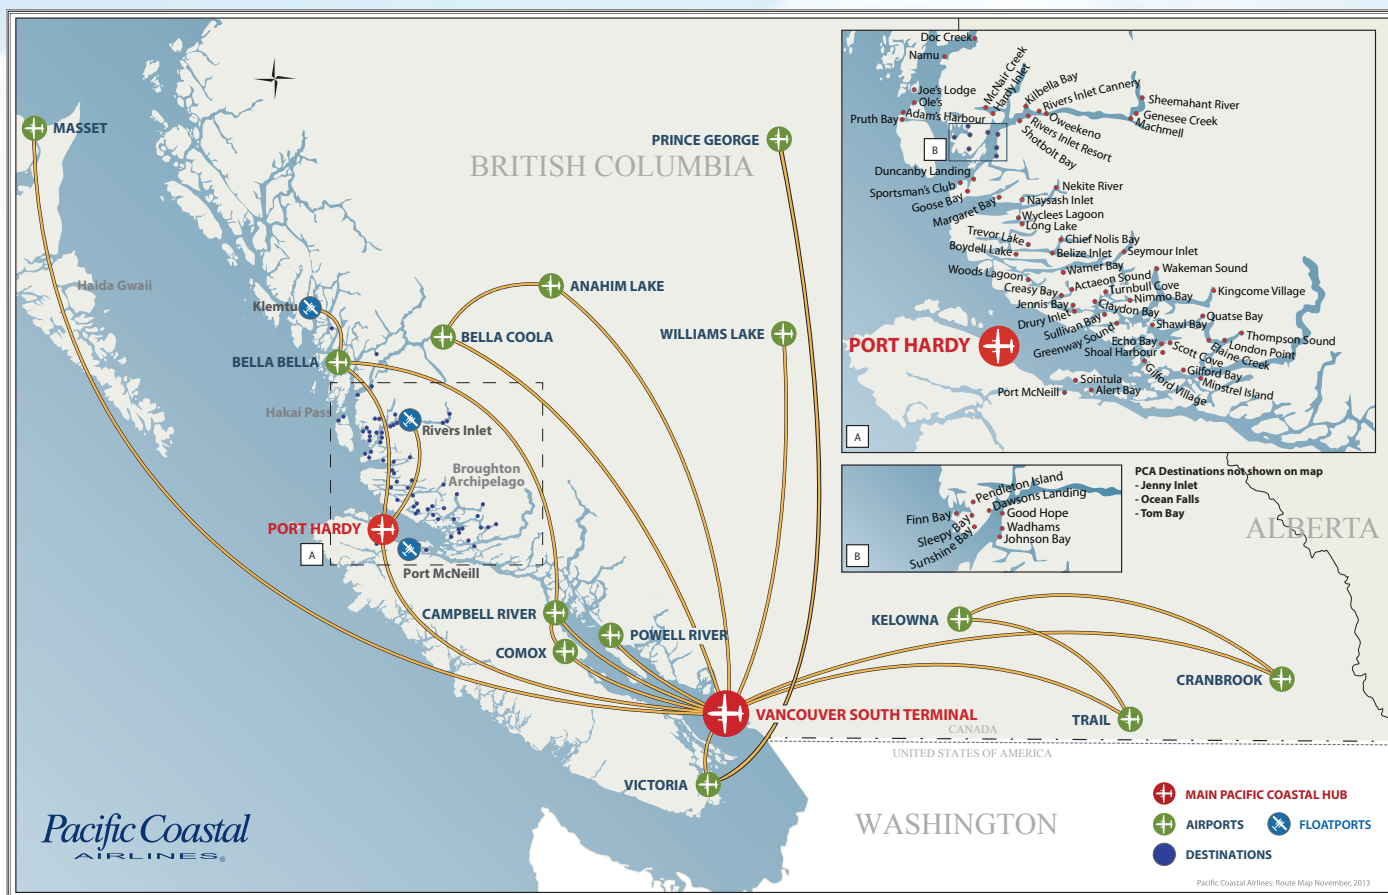 MASSET
PRINCE GEORGE
BRITISH COLUMBIA
Haida Gwaii
Klemtu
ANAHIM LAKE
BELLA COOLA
WILLIAMS LAKE
BELLA BELLA
Hakai Pass
Rivers Inlet
Broughton
Archipelago
PORT HARDY
A
Port McNeill
CAMPBELL RIVER
POWELL RIVER
COMOX
VANCOUVER SOUTH TERMINAL
VICTORIA
KELOWNA
CRANBROOK
TRAIL
CANADA
UNITED STATES OF AMERICA
WASHINGTON
ALBERTA
Doc Creek
Namu
McNair Creek
Hardy Inlet
Kilbella Bay
Rivers Inlet Cannery
Sheemahant River
Genesee Creek
Machmell
Joe's Lodge
Ole's
Adam's Harbour
Pruth Bay
Oweekeno
Rivers Inlet Resort
Shotbolt Bay
B
Duncanby Landing
Sportsman's Club
Goose Bay
Margaret Bay
Nekite River
Naysash Inlet
Wyclees Lagoon
Long Lake
Trevor Lake
Chief Nolis Bay
Boydell Lake
Belize Inlet
Seymour Inlet
Woods Lagoon
Warner Bay
Wakeman Sound
Actaeon Sound
Creasy Bay
Turnbull Cove
Kingcome Village
Jennis Bay
Nimmo Bay
Claydon Bay
Drury Inlet
Sullivan Bay
Quatse Bay
Shawl Bay
Greenway Sound
Echo Bay
Thompson Sound
London Point
PORT HARDY
Shoal Harbour
Scott Cove
Elaine Creek
Gilford Bay
Sointula
Gilford Village
Minstrel Island
Port McNeill
Alert Bay
A
Pendleton Island
Dawsons Landing
Finn Bay
Good Hope
Sleepy Bay
Wadhams
Sunshine Bay
Johnson Bay
B
PCA Destinations not shown on map
- Jenny Inlet
- Ocean Falls
- Tom Bay
Pacific Coastal
AIRLINES®
MAIN PACIFIC COASTAL HUB
AIRPORTS
FLOATPORTS
DESTINATIONS
Pacific Coastal Airlines: Route Map November, 2013